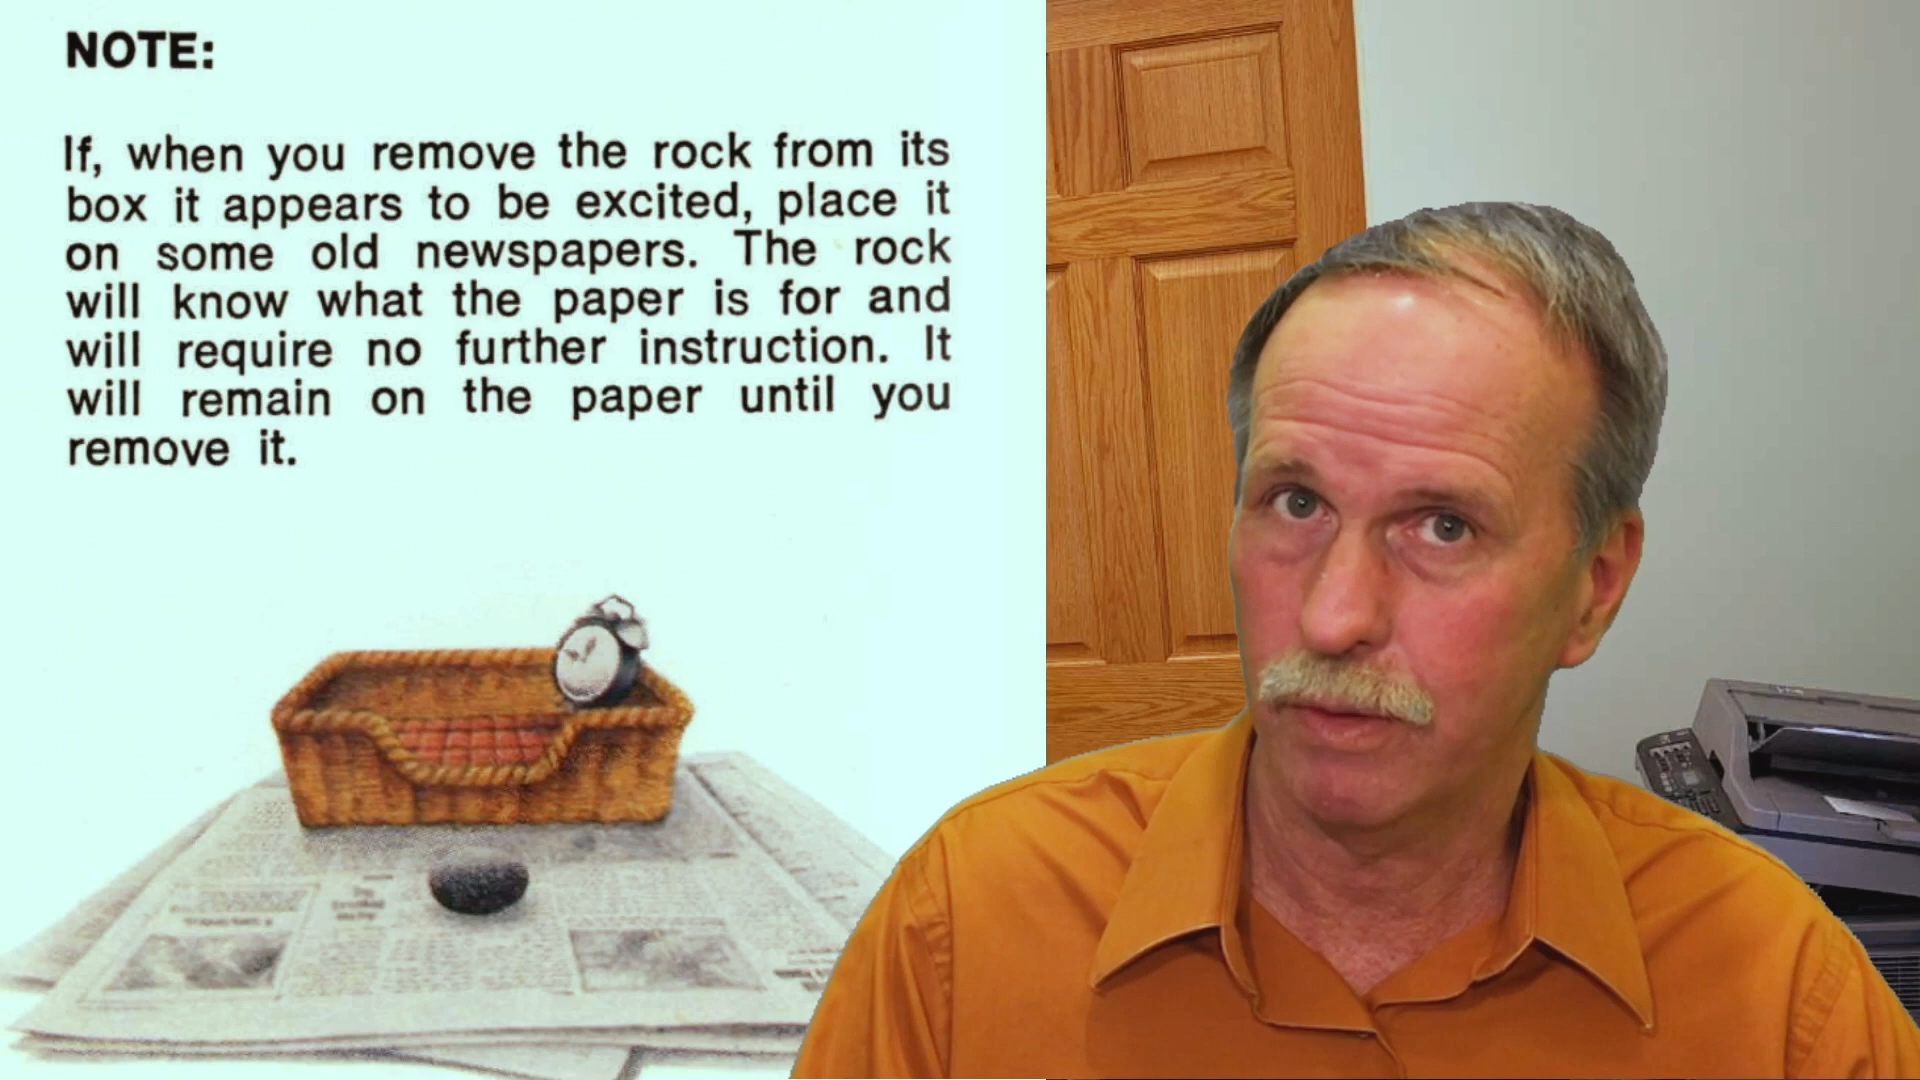 NOTE:
If, when you remove the rock from its
box it appears to be excited, place it
on some old newspapers. The rock
will know what the paper is for and
will require no further instruction. It
will remain on the paper until you
remove it.